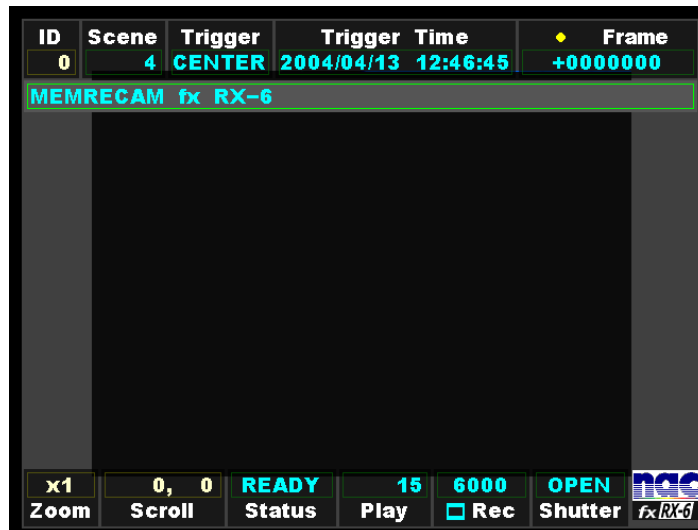 ID Scene Trigger Trigger Time Frame
0 4 CENTER 2004/04/13 12:46:45 +0000000
MEMRECAM fx RX-6
x1 0, 0 READY 15 6000 OPEN nac
Zoom Scroll Status Play Rec Shutter fx RX-6